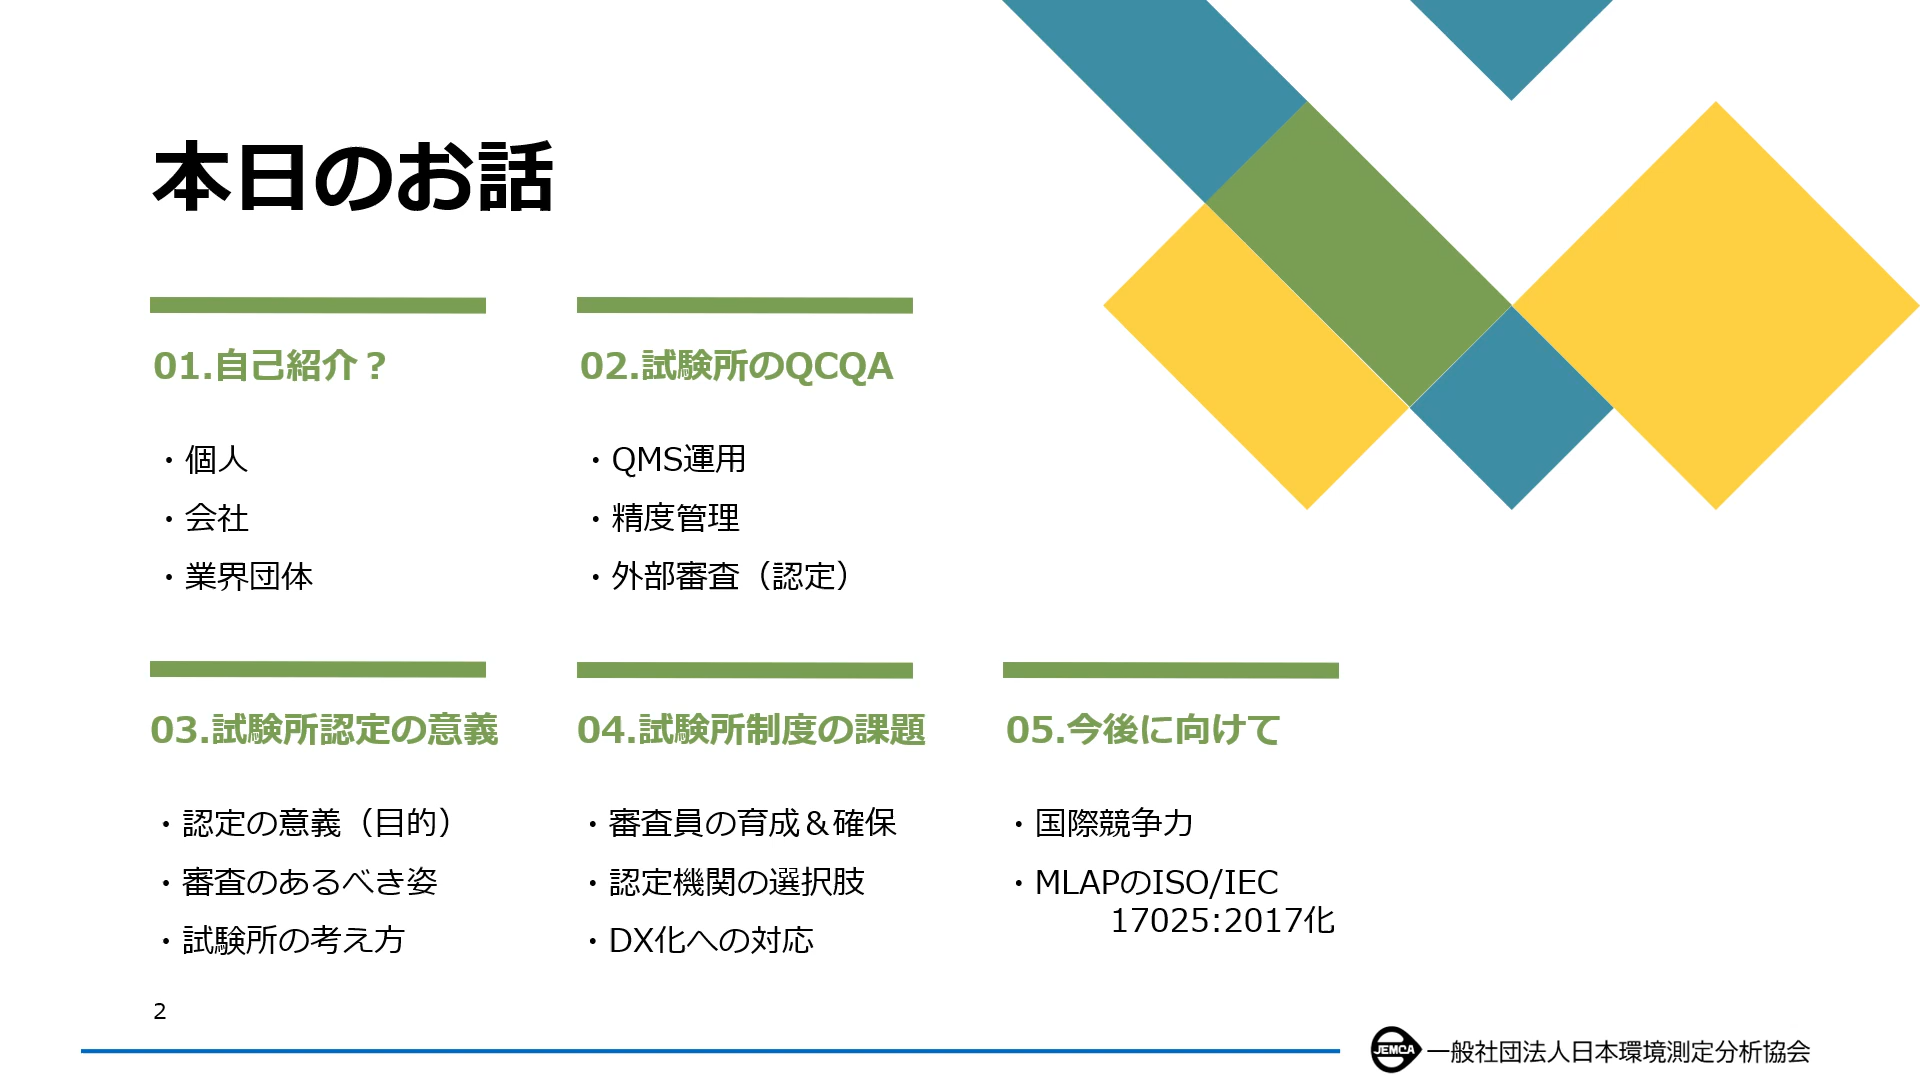 本日のお話
01.自己紹介？
・個人
・会社
・業界団体
02.試験所のQCQA
・QMS運用
・精度管理
・外部審査（認定）
03.試験所認定の意義
・認定の意義（目的）
・審査のあるべき姿
・試験所の考え方
04.試験所制度の課題
・審査員の育成＆確保
・認定機関の選択肢
・DX化への対応
05.今後に向けて
・国際競争力
・MLAPのISO/IEC
17025:2017化
2
JEMCA 一般社団法人日本環境測定分析協会